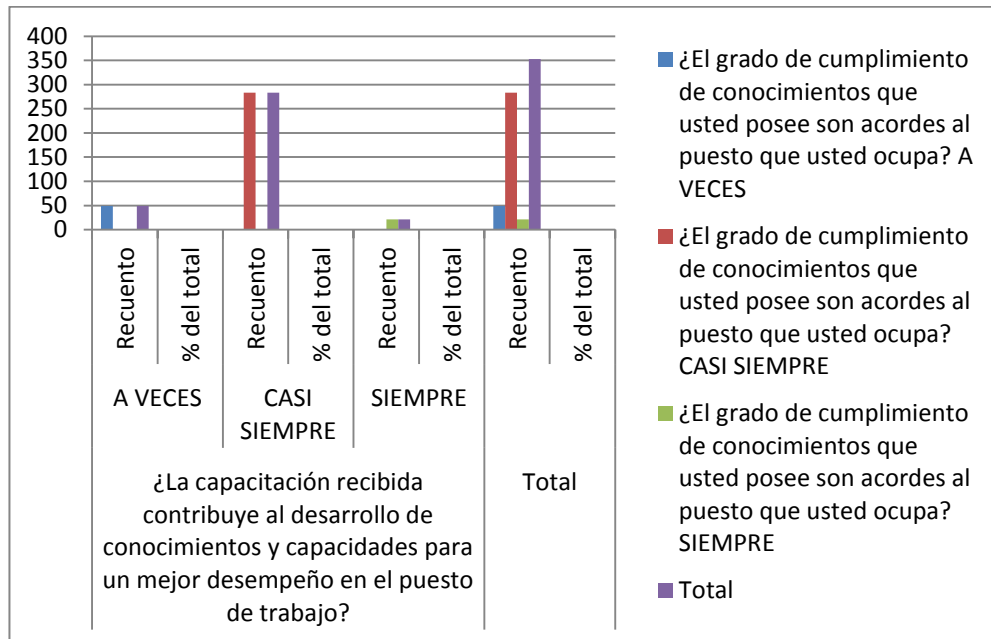 400
350
300
250
200
150
100
50
0
Recuento
% del total
Recuento
% del total
Recuento
% del total
Recuento
% del total
A VECES
CASI
SIEMPRE
SIEMPRE
¿La capacitación recibida
contribuye al desarrollo de
conocimientos y capacidades para
un mejor desempeño en el puesto
de trabajo?
Total
¿El grado de cumplimiento
de conocimientos que
usted posee son acordes al
puesto que usted ocupa? A
VECES
¿El grado de cumplimiento
de conocimientos que
usted posee son acordes al
puesto que usted ocupa?
CASI SIEMPRE
¿El grado de cumplimiento
de conocimientos que
usted posee son acordes al
puesto que usted ocupa?
SIEMPRE
Total